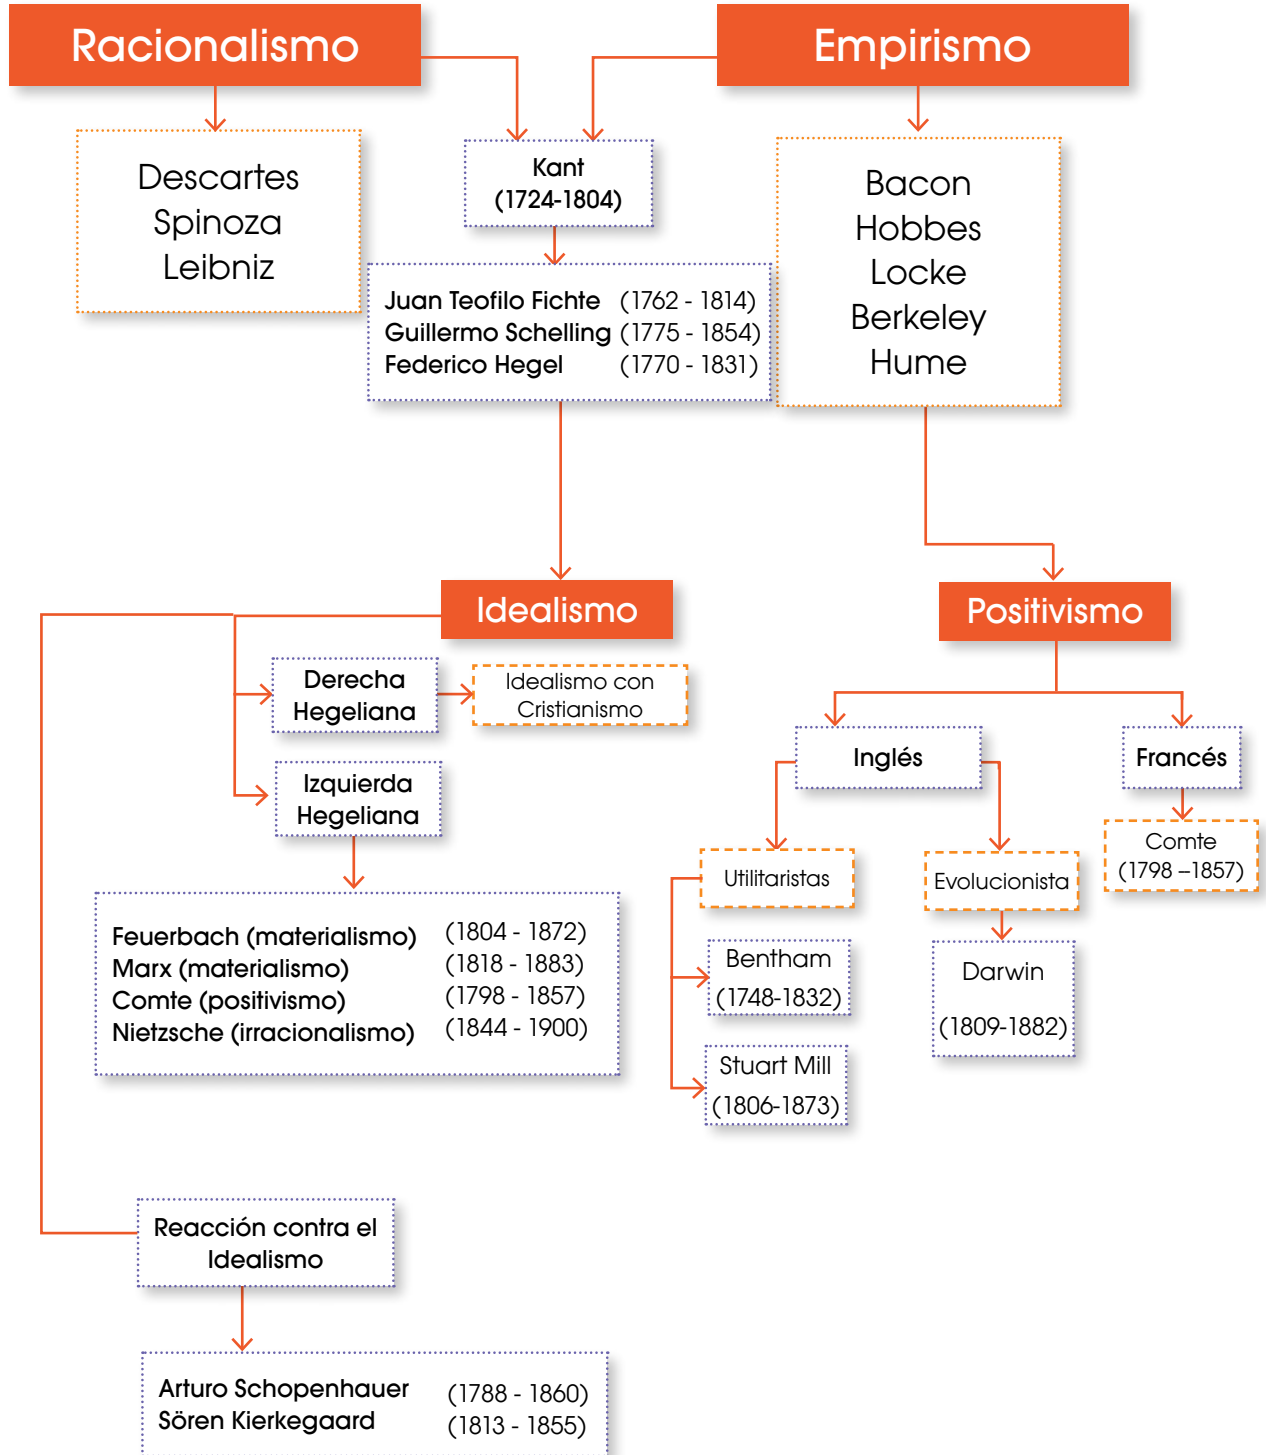 Racionalismo
Empirismo
Descartes
Spinoza
Leibniz
Kant
(1724-1804)
Bacon
Hobbes
Locke
Berkeley
Hume
Juan Teofilo Fichte (1762 - 1814)
Guillermo Schelling (1775 - 1854)
Federico Hegel (1770 - 1831)
Idealismo
Positivismo
Derecha
Hegeliana
Idealismo con
Cristianismo
Izquierda
Hegeliana
Inglés
Francés
Utilitaristas
Evolucionista
Comte
(1798 –1857)
Feuerbach (materialismo) (1804 - 1872)
Marx (materialismo) (1818 - 1883)
Comte (positivismo) (1798 - 1857)
Nietzsche (irracionalismo) (1844 - 1900)
Bentham
(1748-1832)
Darwin
(1809-1882)
Stuart Mill
(1806-1873)
Reacción contra el
Idealismo
Arturo Schopenhauer (1788 - 1860)
Sören Kierkegaard (1813 - 1855)